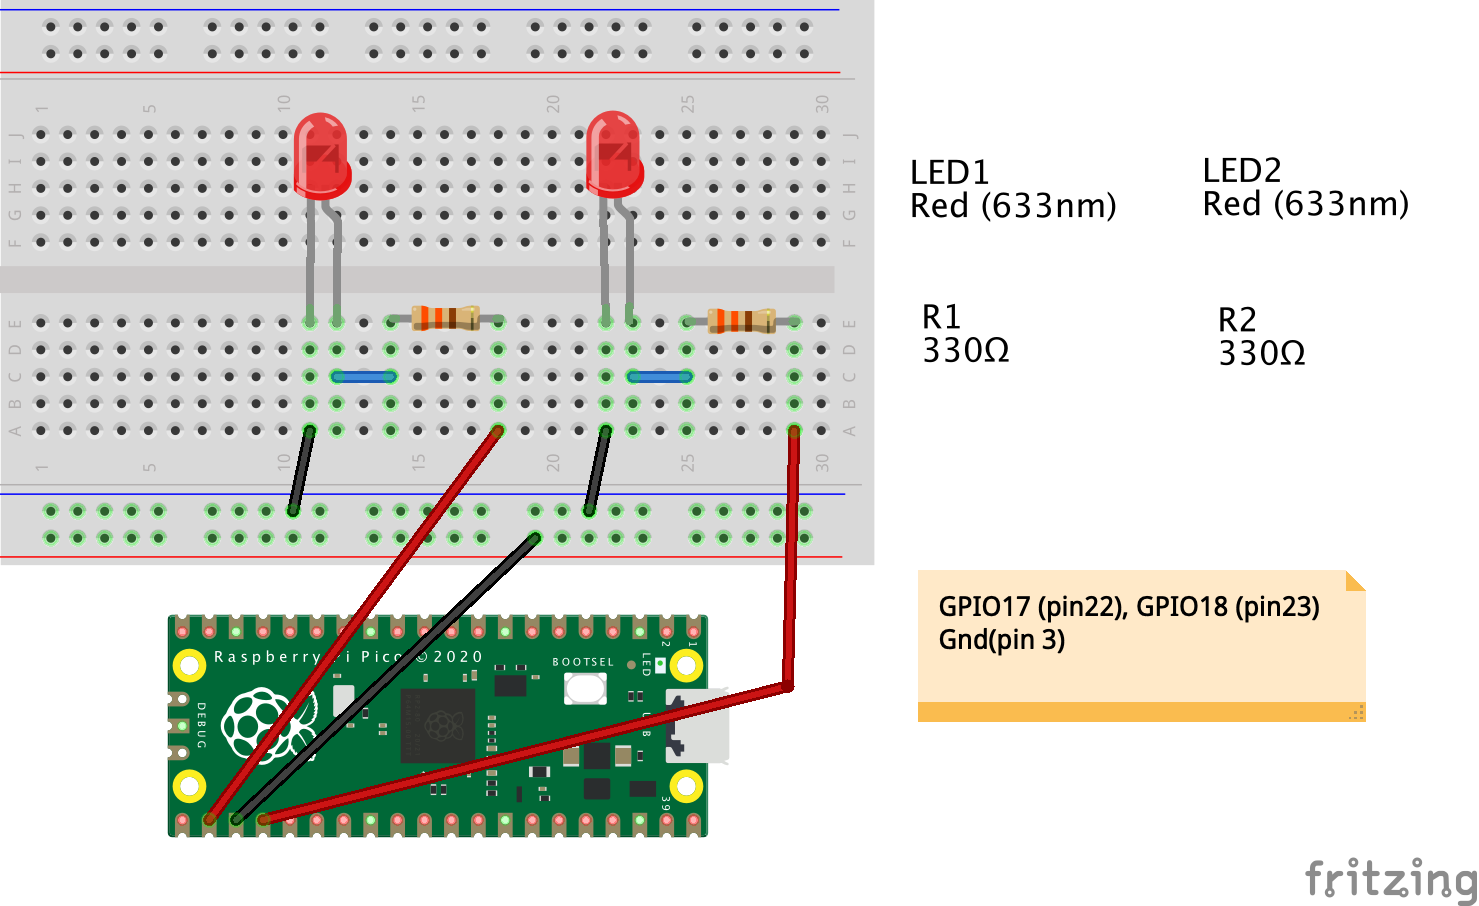 1 5 10 15 20 25 30
J J
I I
H H
G G
F F
E E
D D
C C
B B
A A
1 5 10 15 20 25 30
LED1
Red (633nm)
LED2
Red (633nm)
R1
330Ω
R2
330Ω
GPIO17 (pin22), GPIO18 (pin23)
Gnd(pin 3)
Raspberry Pi Pico ©2020
BOOTSEL
LED
2
1
DEBUG
39
fritzing